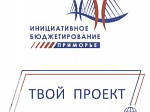 ИНИЦИАТИВНОЕ
БЮДЖЕТИРОВАНИЕ
ПРИМОРЬЕ
ТВОЙ ПРОЕКТ